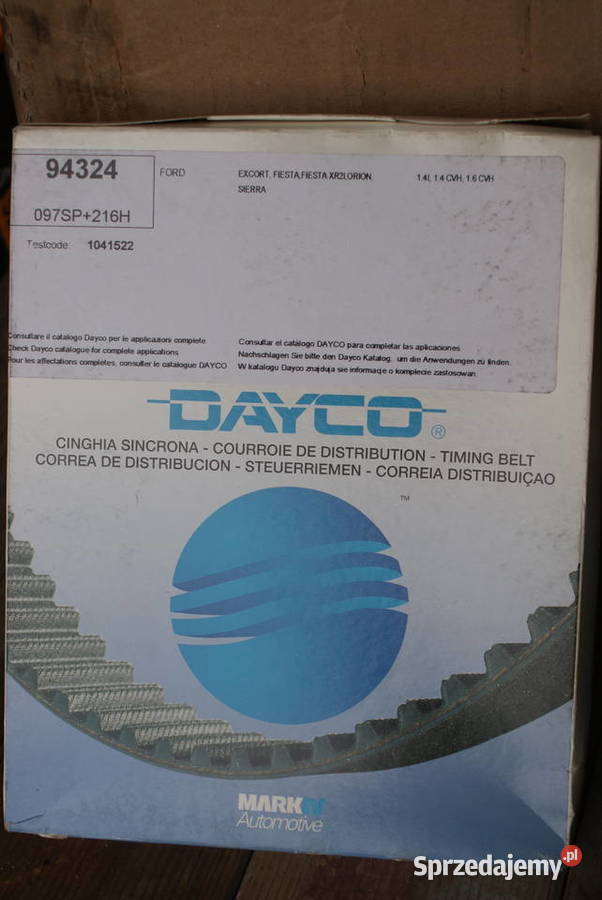 94324
FORD
EXCORT, FIESTA,FIESTA XR2I,ORION,
1.4I, 1.4 CVH, 1.6 CVH
SIERRA
097SP+216H
Testcode: 1041522
Consultare il catalogo Dayco per le applicazioni complete
Check Dayco catalogue for complete applications
Pour les affectations complètes, consulter le catalogue DAYCO
Consultar el catálogo DAYCO para completar las aplicaciones
Nachschlagen Sie bitte den Dayco Katalog, um die Anwendungen zu finden.
W katalogu Dayco znajduja sie informacje o komplecie zastosowan.
DAYCO®
CINGHIA SINCRONA - COURROIE DE DISTRIBUTION - TIMING BELT
CORREA DE DISTRIBUCION - STEUERRIEMEN - CORREIA DISTRIBUIÇAO
TM
MARK IV
Automotive
Sprzedajemy.pl